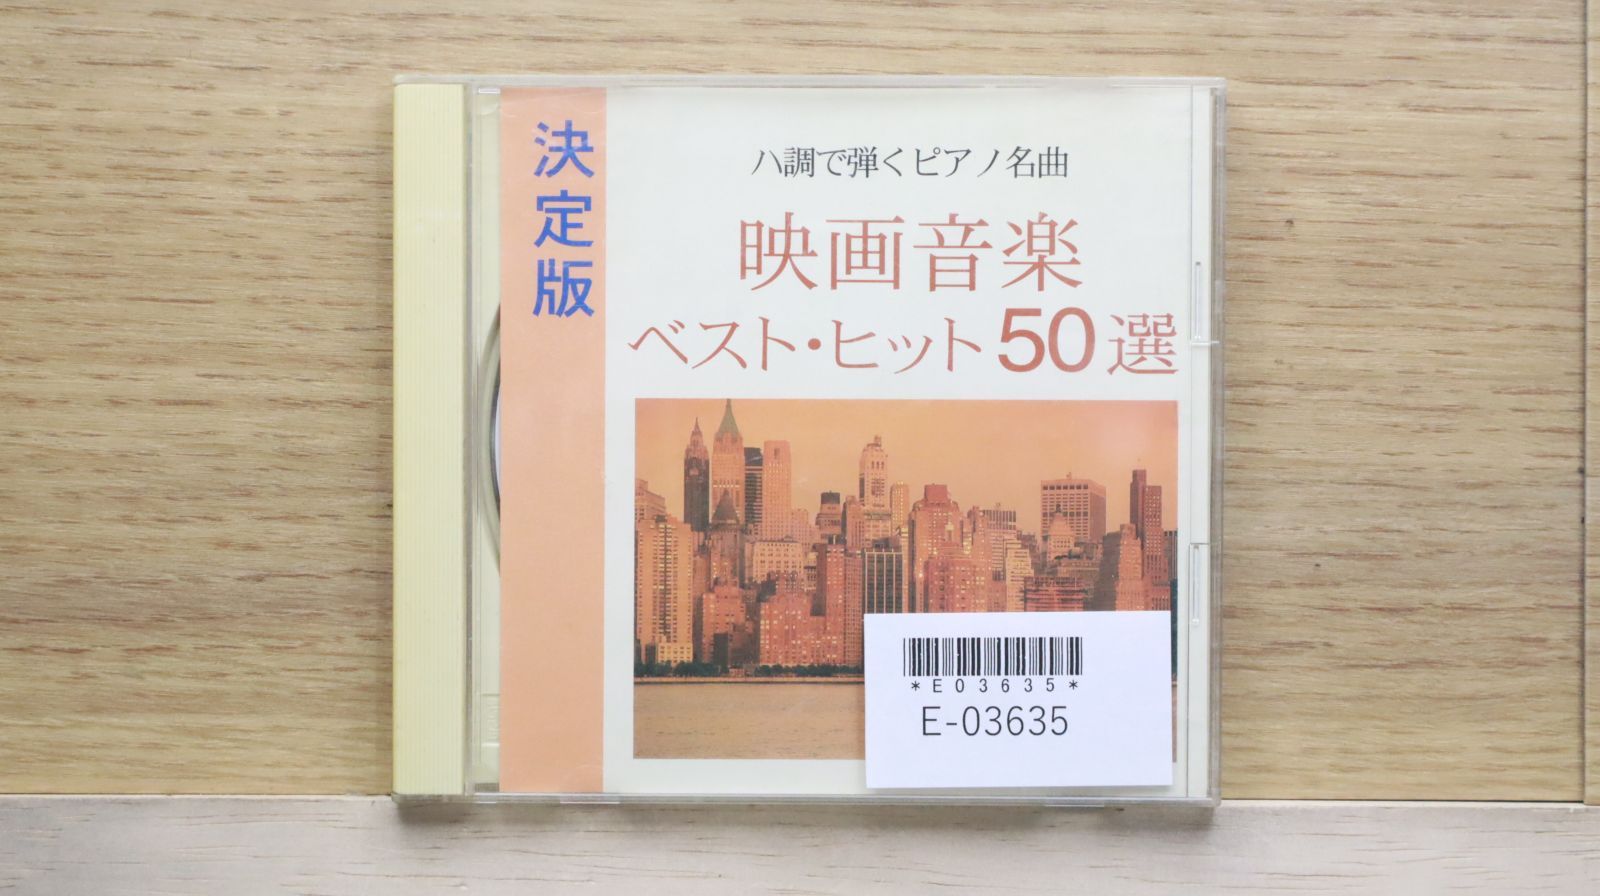 決定版
ハ調で弾くピアノ名曲
映画音楽
ベスト・ヒット50選
*E03635*
E-03635